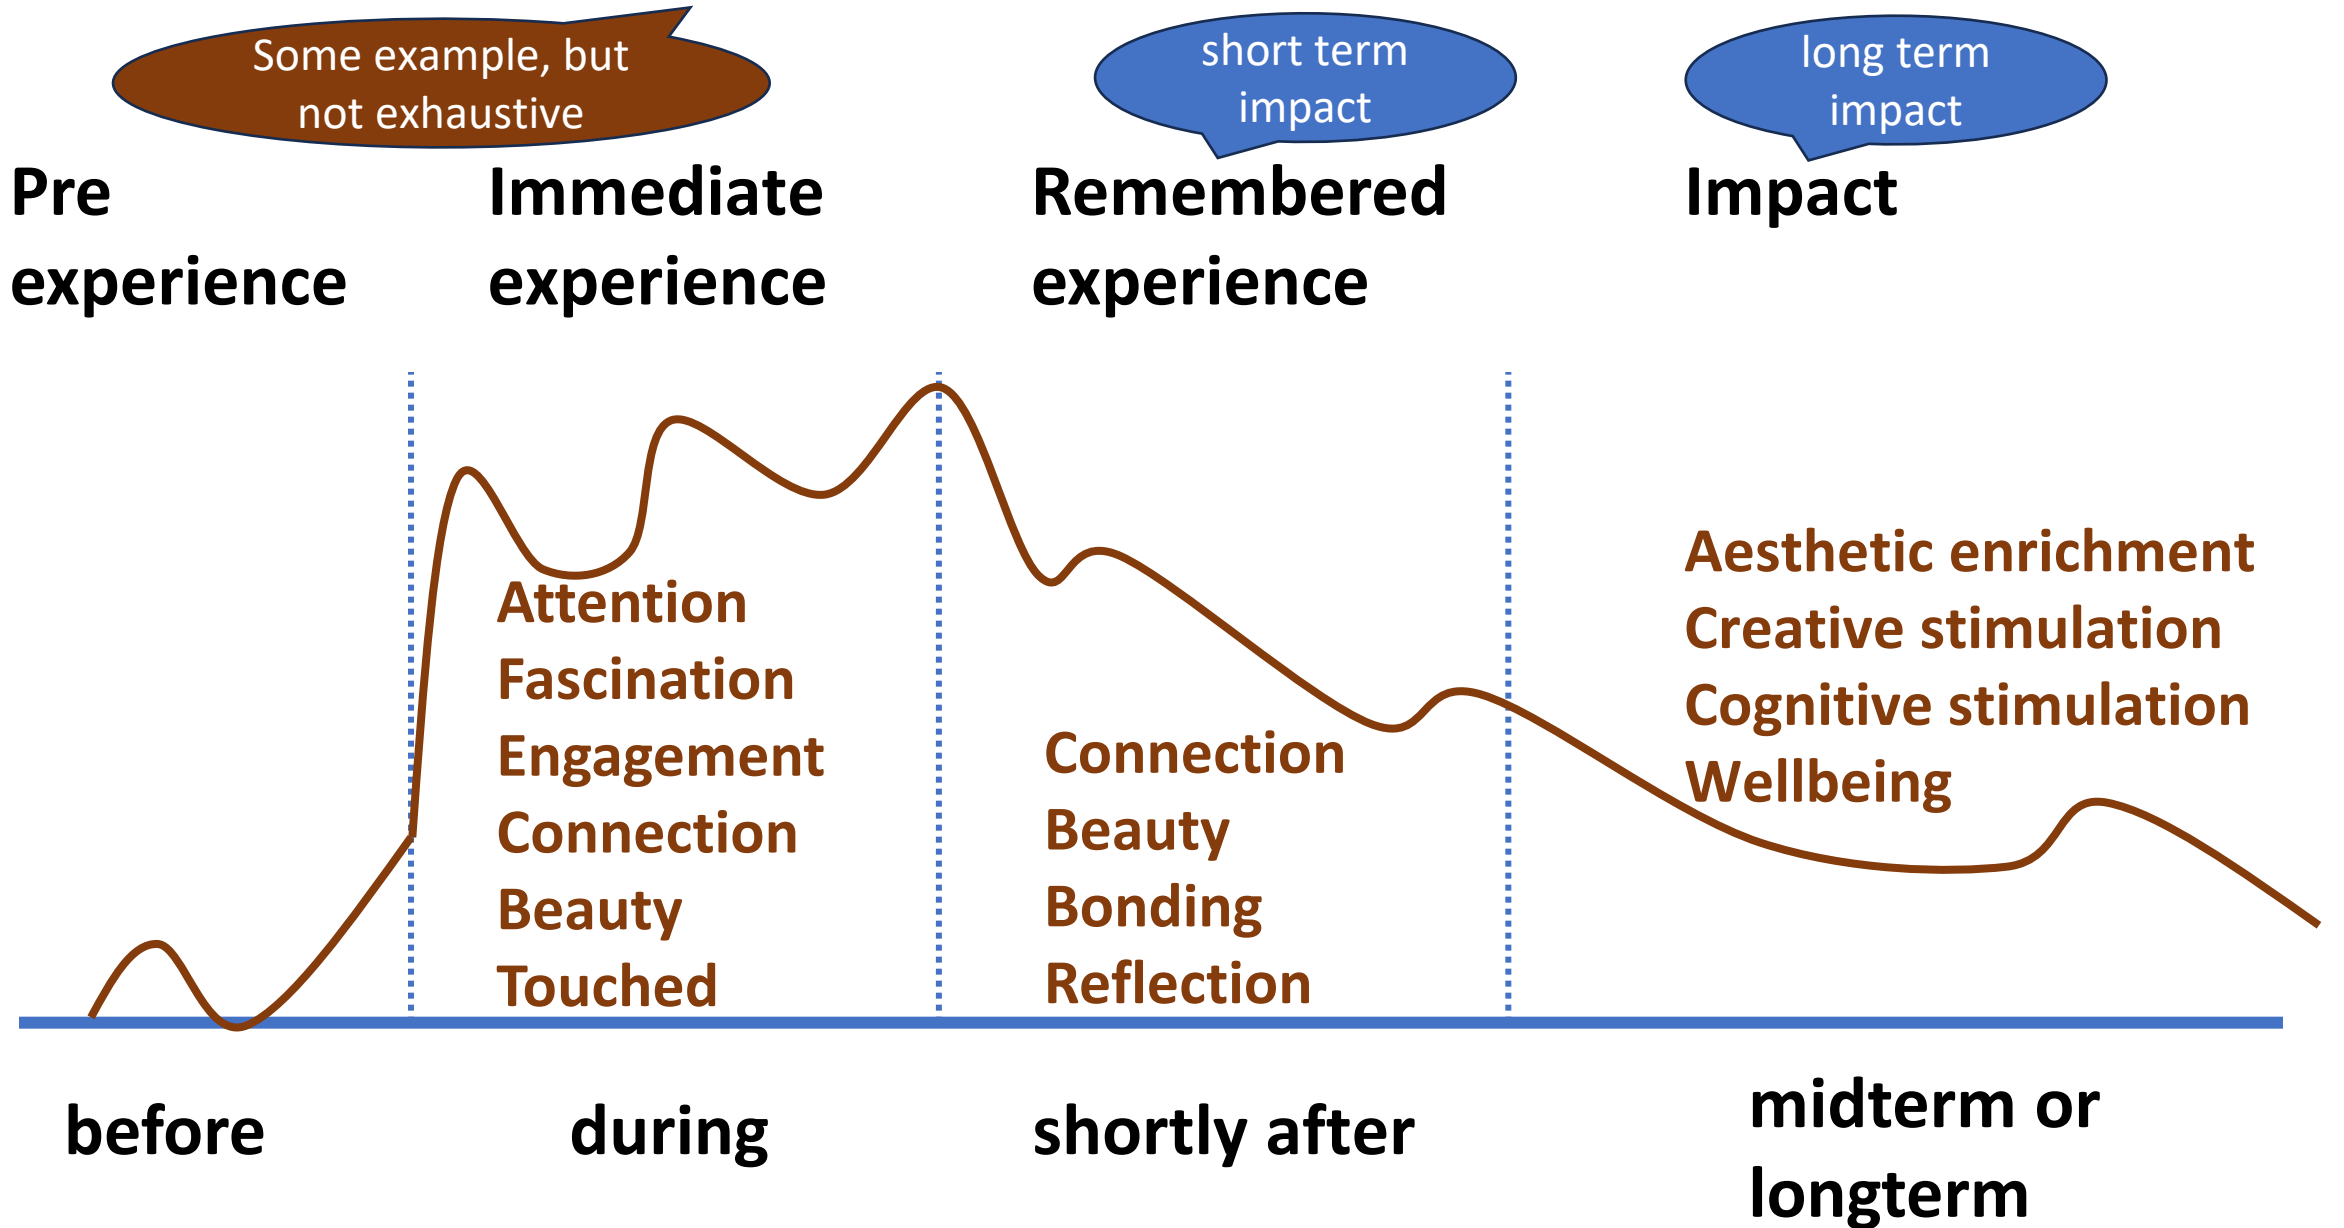 Some example, but
not exhaustive
short term
impact
long term
impact
Pre
experience
Immediate
experience
Remembered
experience
Impact
Attention
Fascination
Engagement
Connection
Beauty
Touched
Connection
Beauty
Bonding
Reflection
Aesthetic enrichment
Creative stimulation
Cognitive stimulation
Wellbeing
before
during
shortly after
midterm or
longterm